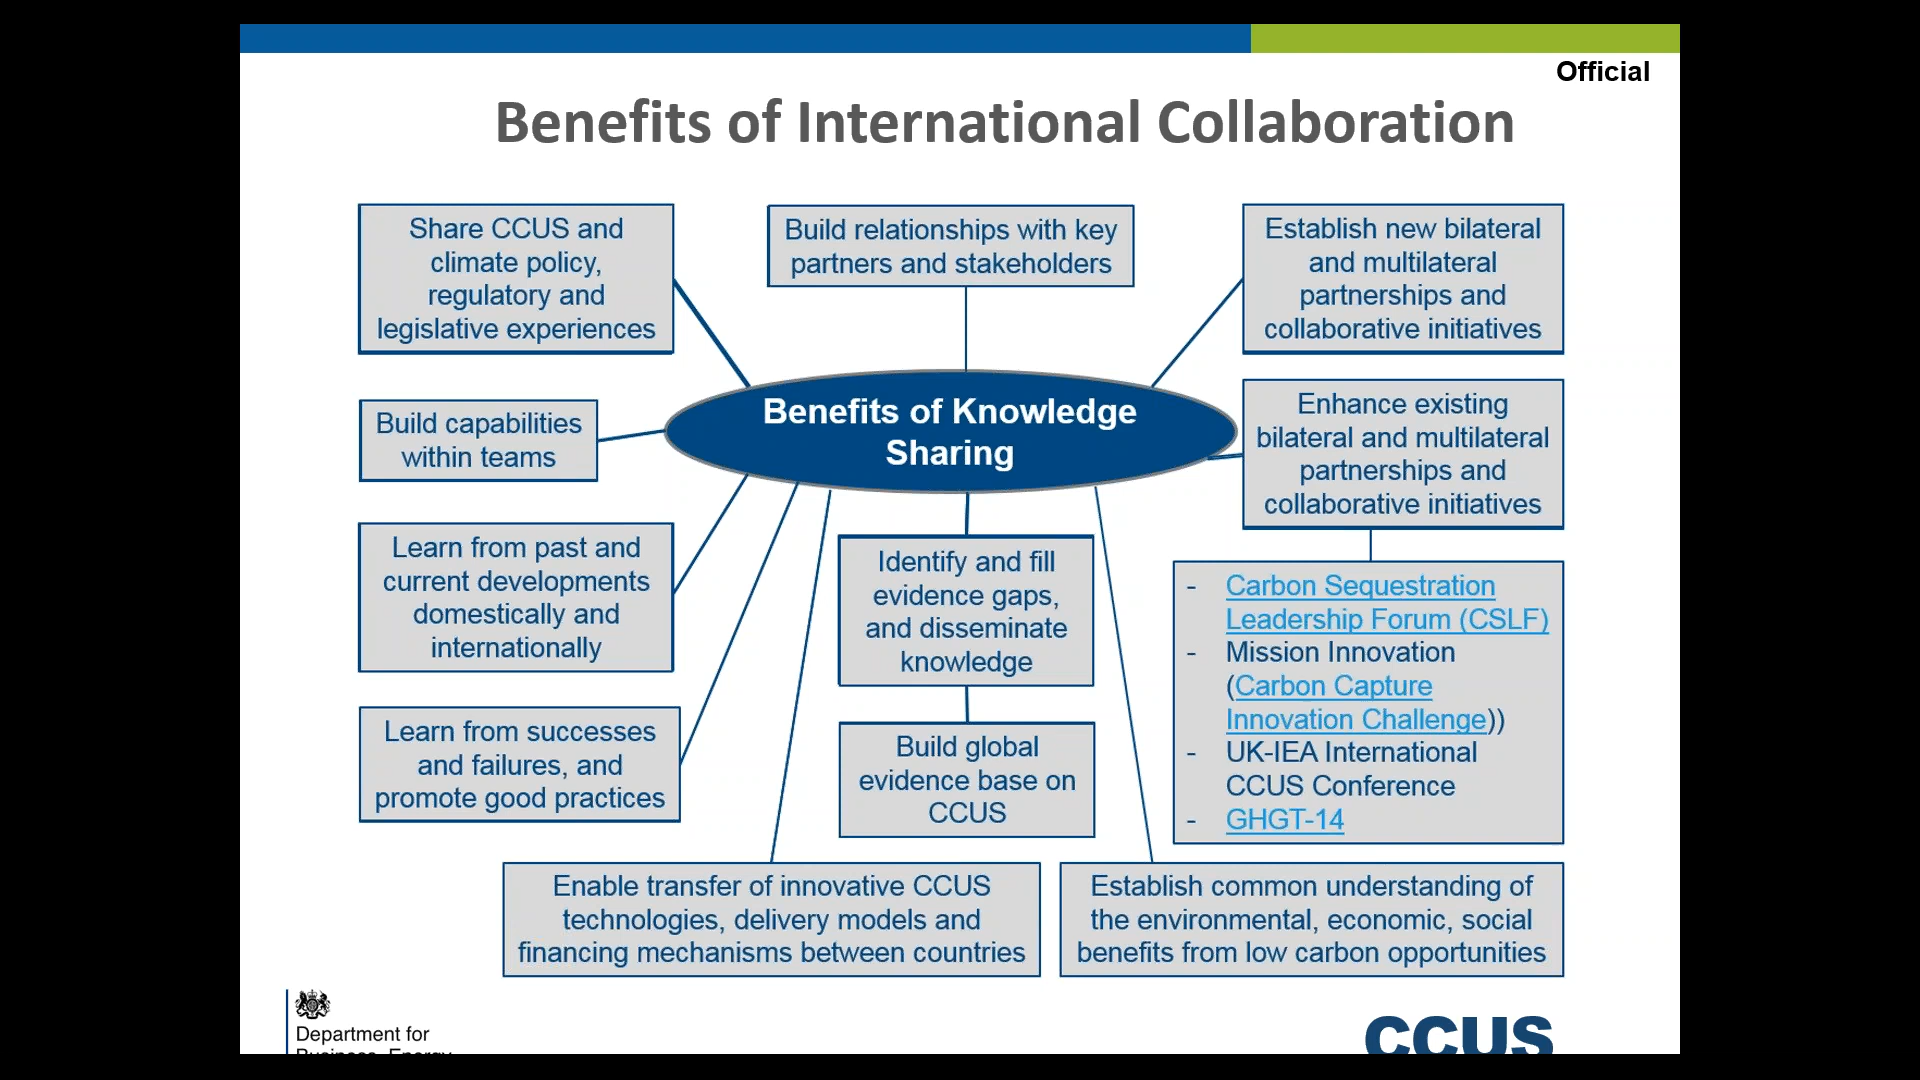 Official
Benefits of International Collaboration
Share CCUS and
climate policy,
regulatory and
legislative experiences
Build relationships with key
partners and stakeholders
Establish new bilateral
and multilateral
partnerships and
collaborative initiatives
Benefits of Knowledge
Sharing
Build capabilities
within teams
Enhance existing
bilateral and multilateral
partnerships and
collaborative initiatives
Learn from past and
current developments
domestically and
internationally
Identify and fill
evidence gaps,
and disseminate
knowledge
- Carbon Sequestration
Leadership Forum (CSLF)
- Mission Innovation
(Carbon Capture
Innovation Challenge))
- UK-IEA International
CCUS Conference
- GHGT-14
Learn from successes
and failures, and
promote good practices
Build global
evidence base on
CCUS
Enable transfer of innovative CCUS
technologies, delivery models and
financing mechanisms between countries
Establish common understanding of
the environmental, economic, social
benefits from low carbon opportunities
Department for
Business, Energy
CCUS